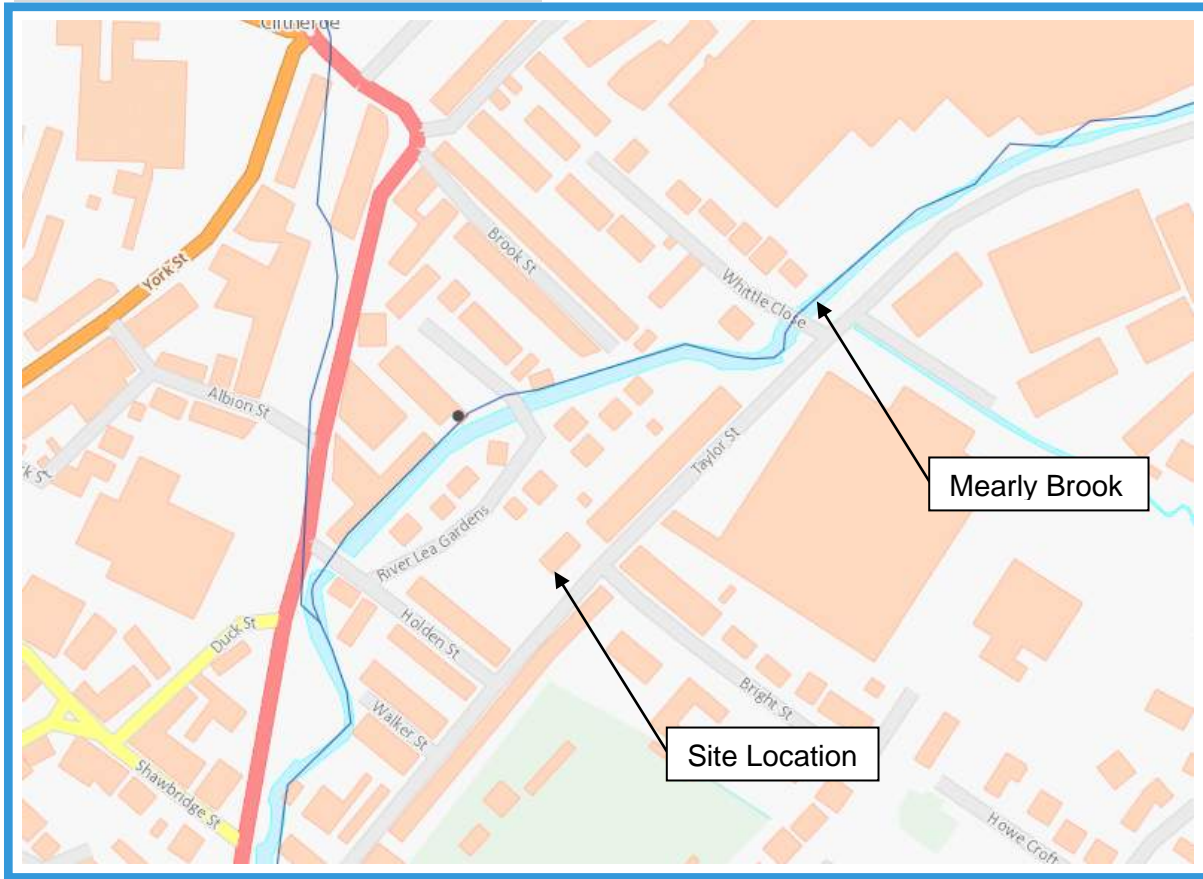 Clitheroe
York St
Brook St
Whittle Close
Albion St
Taylor St
Mearly Brook
River Lea Gardens
Duck St
Holden St
Bright St
Walker St
Site Location
Shawbridge St
Howe Croft